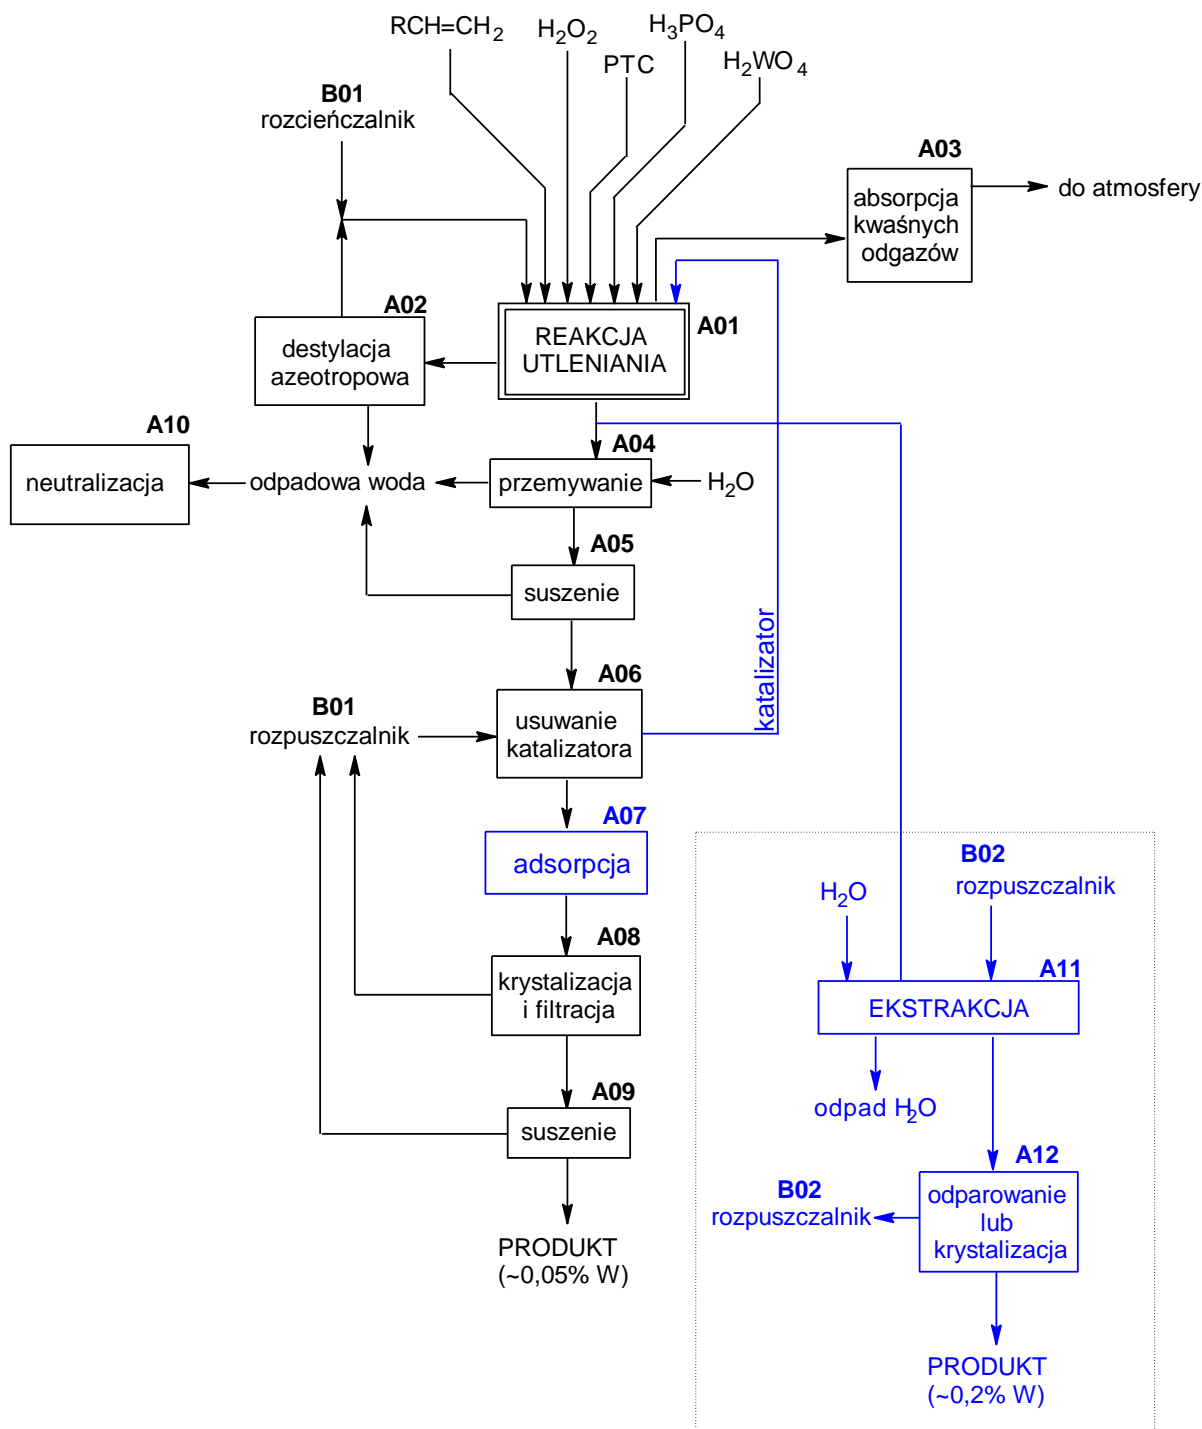 RCH=CH₂
H₂O₂
H₃PO₄
PTC
H₂WO₄
B01
rozcieńczalnik
A03
absorpcja
kwaśnych
odgazów
do atmosfery
A02
destylacja
azeotropowa
REAKCJA
UTLENIANIA
A01
A10
neutralizacja
odpadowa woda
A04
przemywanie
H₂O
A05
suszenie
katalizator
A06
usuwanie
katalizatora
B01
rozpuszczalnik
A07
adsorpcja
A08
krystalizacja
i filtracja
A09
suszenie
PRODUKT
(~0,05% W)
B02
rozpuszczalnik
H₂O
A11
EKSTRAKCJA
odpad H₂O
A12
odparowanie
lub
krystalizacja
B02
rozpuszczalnik
PRODUKT
(~0,2% W)